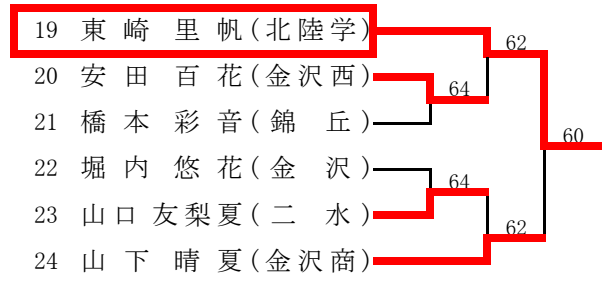 19 東崎 里帆(北陸学)
62
20 安田 百花(金沢西)
64
21 橋本 彩音(錦 丘)
60
22 堀内 悠花(金 沢)
64
23 山口 友梨夏(二 水)
62
24 山下 晴夏(金沢商)